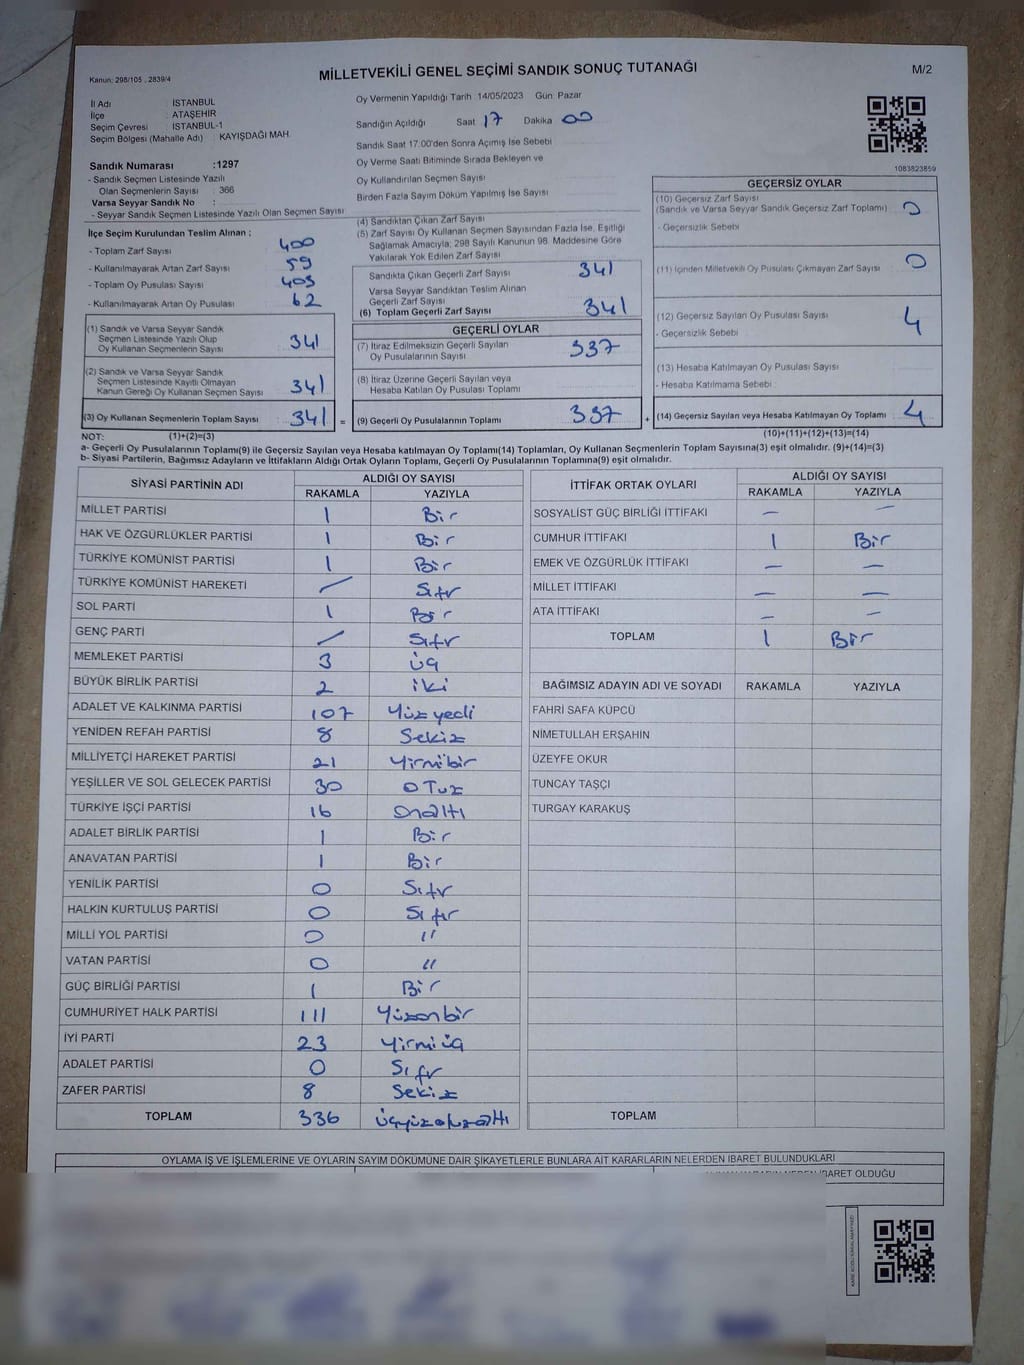 Kanun: 298/105 . 2839/4
MİLLETVEKİLİ GENEL SEÇİMİ SANDIK SONUÇ TUTANAĞI
M/2
İl Adı : İSTANBUL
İlçe : ATAŞEHİR
Seçim Çevresi : İSTANBUL-1
Seçim Bölgesi (Mahalle Adı) : KAYIŞDAĞI MAH.
Sandık Numarası :1297
- Sandık Seçmen Listesinde Yazılı
Olan Seçmenlerin Sayısı : 366
Varsa Seyyar Sandık No :
- Seyyar Sandık Seçmen Listesinde Yazılı Olan Seçmen Sayısı
Oy Vermenin Yapıldığı Tarih :14/05/2023 Gün: Pazar
Sandığın Açıldığı Saat 17 Dakika 00
Sandık Saat 17:00'den Sonra Açımış İse Sebebi
Oy Verme Saati Bitiminde Sırada Bekleyen ve
Oy Kullandırılan Seçmen Sayısı
Birden Fazla Sayım Döküm Yapılmış İse Sayısı
1083823859
İlçe Seçim Kurulundan Teslim Alınan ;
- Toplam Zarf Sayısı 400
- Kullanılmayarak Artan Zarf Sayısı 59
- Toplam Oy Pusulası Sayısı 403
- Kullanılmayarak Artan Oy Pusulası 62
(4) Sandıktan Çıkan Zarf Sayısı
(5) Zarf Sayısı Oy Kullanan Seçmen Sayısından Fazla İse, Eşitliği
Sağlamak Amacıyla; 298 Sayılı Kanunun 98. Maddesine Göre
Yakılarak Yok Edilen Zarf Sayısı
Sandıkta Çıkan Geçerli Zarf Sayısı 341
Varsa Seyyar Sandıktan Teslim Alınan
Geçerli Zarf Sayısı
(6) Toplam Geçerli Zarf Sayısı 341
GEÇERSİZ OYLAR
(10) Geçersiz Zarf Sayısı
(Sandık ve Varsa Seyyar Sandık Geçersiz Zarf Toplamı) 0
- Geçersizlik Sebebi
(11) İçinden Milletvekili Oy Pusulası Çıkmayan Zarf Sayısı 0
(12) Geçersiz Sayılan Oy Pusulası Sayısı 4
- Geçersizlik Sebebi
(13) Hesaba Katılmayan Oy Pusulası Sayısı
- Hesaba Katılmama Sebebi
(1) Sandık ve Varsa Seyyar Sandık
Seçmen Listesinde Yazılı Olup
Oy Kullanan Seçmenlerin Sayısı 341
(2) Sandık ve Varsa Seyyar Sandık
Seçmen Listesinde Kayıtlı Olmayan
Kanun Gereği Oy Kullanan Seçmen Sayısı 341
GEÇERLİ OYLAR
(7) İtiraz Edilmeksizin Geçerli Sayılan
Oy Pusulalarının Sayısı 337
(8) İtiraz Üzerine Geçerli Sayılan veya
Hesaba Katılan Oy Pusulası Toplamı
(3) Oy Kullanan Seçmenlerin Toplam Sayısı 341 = (9) Geçerli Oy Pusulalarının Toplamı 337 + (14) Geçersiz Sayılan veya Hesaba Katılmayan Oy Toplamı 4
NOT: (1)+(2)=(3) (10)+(11)+(12)+(13)=(14)
a- Geçerli Oy Pusulalarının Toplamı(9) ile Geçersiz Sayılan veya Hesaba katılmayan Oy Toplamı(14) Toplamları, Oy Kullanan Seçmenlerin Toplam Sayısına(3) eşit olmalıdır. (9)+(14)=(3)
b- Siyasi Partilerin, Bağımsız Adayların ve İttifakların Aldığı Ortak Oyların Toplamı, Geçerli Oy Pusulalarının Toplamına(9) eşit olmalıdır.
SİYASİ PARTİNİN ADI ALDIĞI OY SAYISI
RAKAMLA YAZIYLA
MİLLET PARTİSİ 1 Bir
HAK VE ÖZGÜRLÜKLER PARTİSİ 1 Bir
TÜRKİYE KOMÜNİST PARTİSİ 1 Bir
TÜRKİYE KOMÜNİST HAREKETİ — Sıfır
SOL PARTİ 1 Bir
GENÇ PARTİ — Sıfır
MEMLEKET PARTİSİ 3 üç
BÜYÜK BİRLİK PARTİSİ 2 iki
ADALET VE KALKINMA PARTİSİ 107 Yüzyedi
YENİDEN REFAH PARTİSİ 8 Sekiz
MİLLİYETÇİ HAREKET PARTİSİ 21 Yirmibir
YEŞİLLER VE SOL GELECEK PARTİSİ 30 OTuz
TÜRKİYE İŞÇİ PARTİSİ 16 Onaltı
ADALET BİRLİK PARTİSİ 1 Bir
ANAVATAN PARTİSİ 1 Bir
YENİLİK PARTİSİ 0 Sıfır
HALKIN KURTULUŞ PARTİSİ 0 Sıfır
MİLLİ YOL PARTİSİ 0 "
VATAN PARTİSİ 0 "
GÜÇ BİRLİĞİ PARTİSİ 1 Bir
CUMHURİYET HALK PARTİSİ 111 Yüzonbir
İYİ PARTİ 23 Yirmiüç
ADALET PARTİSİ 0 Sıfır
ZAFER PARTİSİ 8 Sekiz
TOPLAM 336 üçyüzotuzaltı
İTTİFAK ORTAK OYLARI ALDIĞI OY SAYISI
RAKAMLA YAZIYLA
SOSYALİST GÜÇ BİRLİĞİ İTTİFAKI — —
CUMHUR İTTİFAKI 1 Bir
EMEK VE ÖZGÜRLÜK İTTİFAKI — —
MİLLET İTTİFAKI — —
ATA İTTİFAKI — —
TOPLAM 1 Bir
BAĞIMSIZ ADAYIN ADI VE SOYADI RAKAMLA YAZIYLA
FAHRİ SAFA KÜPCÜ
NİMETULLAH ERŞAHİN
ÜZEYFE OKUR
TUNCAY TAŞÇI
TURGAY KARAKUŞ
TOPLAM
OYLAMA İŞ VE İŞLEMLERİNE VE OYLARIN SAYIM DÖKÜMÜNE DAİR ŞİKAYETLERLE BUNLARA AİT KARARLARIN NELERDEN İBARET BULUNDUKLARI
İBARET OLDUĞU